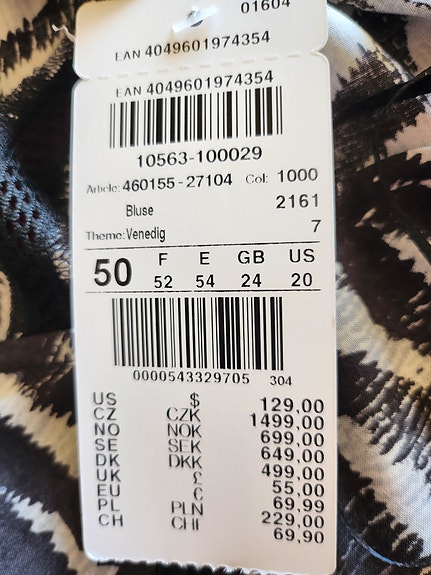 01604
EAN 4049601974354
EAN 4049601974354
10563-100029
Article: 460155-27104 Col: 1000
Bluse 2161
Theme: Venedig 7
50 F E GB US
52 54 24 20
0000543329705 304
US $ 129,00
CZ CZK 1499,00
NO NOK 699,00
SE SEK 649,00
DK DKK 499,00
UK £ 55,00
EU € 69,99
PL PLN 229,00
CH CHF 69,90